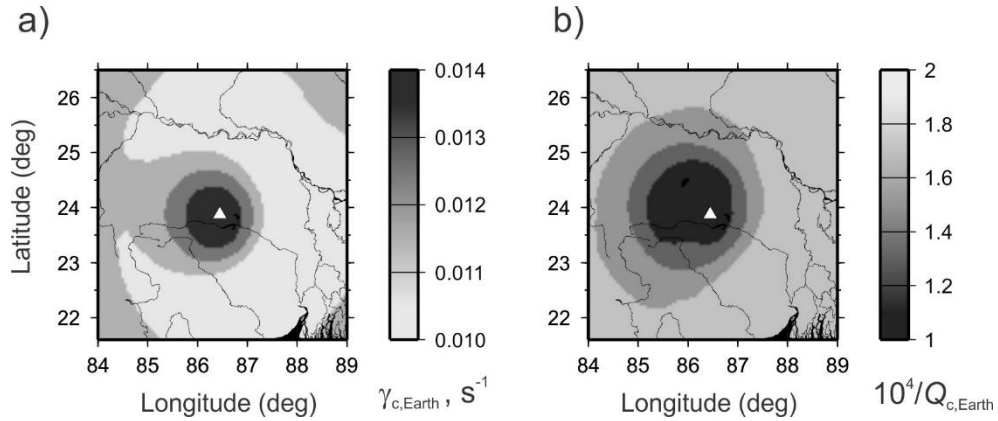 a)
b)
26
25
24
23
22
84 85 86 87 88 89
Latitude (deg)
Longitude (deg)
0.014
0.013
0.012
0.011
0.010
γc,Earth , s-1
26
25
24
23
22
84 85 86 87 88 89
Longitude (deg)
2
1.8
1.6
1.4
1.2
1
10⁴/Qc,Earth